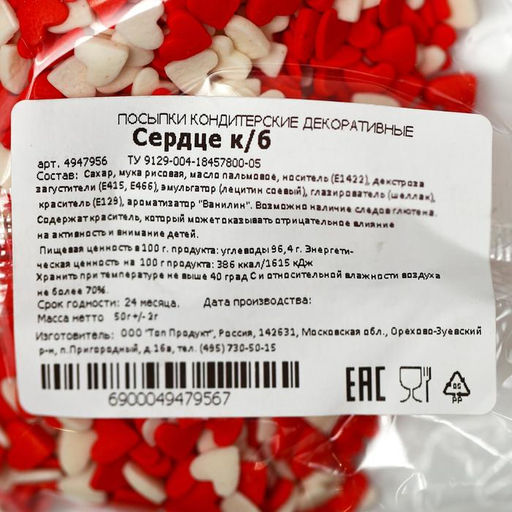 ПОСЫПКИ КОНДИТЕРСКИЕ ДЕКОРАТИВНЫЕ
Сердце к/б
арт. 4947956 ТУ 9129-004-18457800-05
Состав: Сахар, мука рисовая, масло пальмовое, носитель (Е1422), декстроза
загустители (Е415, Е466), эмульгатор (лецитин соевый), глазирователь (шеллак),
краситель (Е129), ароматизатор "Ванилин". Возможно наличие следов глютена.
Содержат краситель, который может оказывать отрицательное влияние
на активность и внимание детей.
Пищевая ценность в 100 г. продукта: углеводы 96,4 г. Энергети-
ческая ценность на 100 г продукта: 386 ккал/1615 кДж
Хранить при температуре не выше 40 град С и относительной влажности воздуха
не более 70%.
Срок годности: 24 месяца. Дата производства:
Масса нетто 50г+/- 2г
Изготовитель: ООО "Топ Продукт", Россия, 142631, Московская обл., Орехово-Зуевский
р-н, п.Пригородный, д.16а, тел. (495) 730-50-15
6900049479567
EAC
05
PP